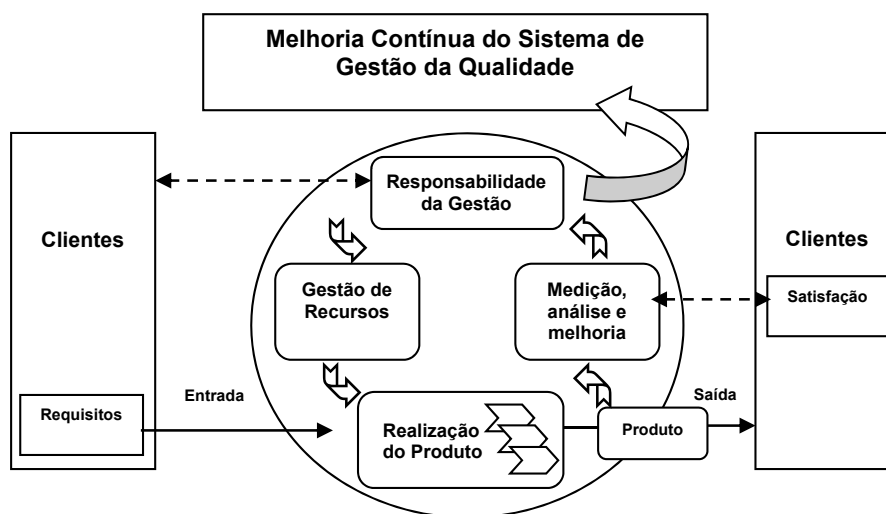 Melhoria Contínua do Sistema de
Gestão da Qualidade
Clientes
Responsabilidade
da Gestão
Clientes
Gestão de
Recursos
Medição,
análise e
melhoria
Satisfação
Requisitos
Entrada
Realização
do Produto
Produto
Saída